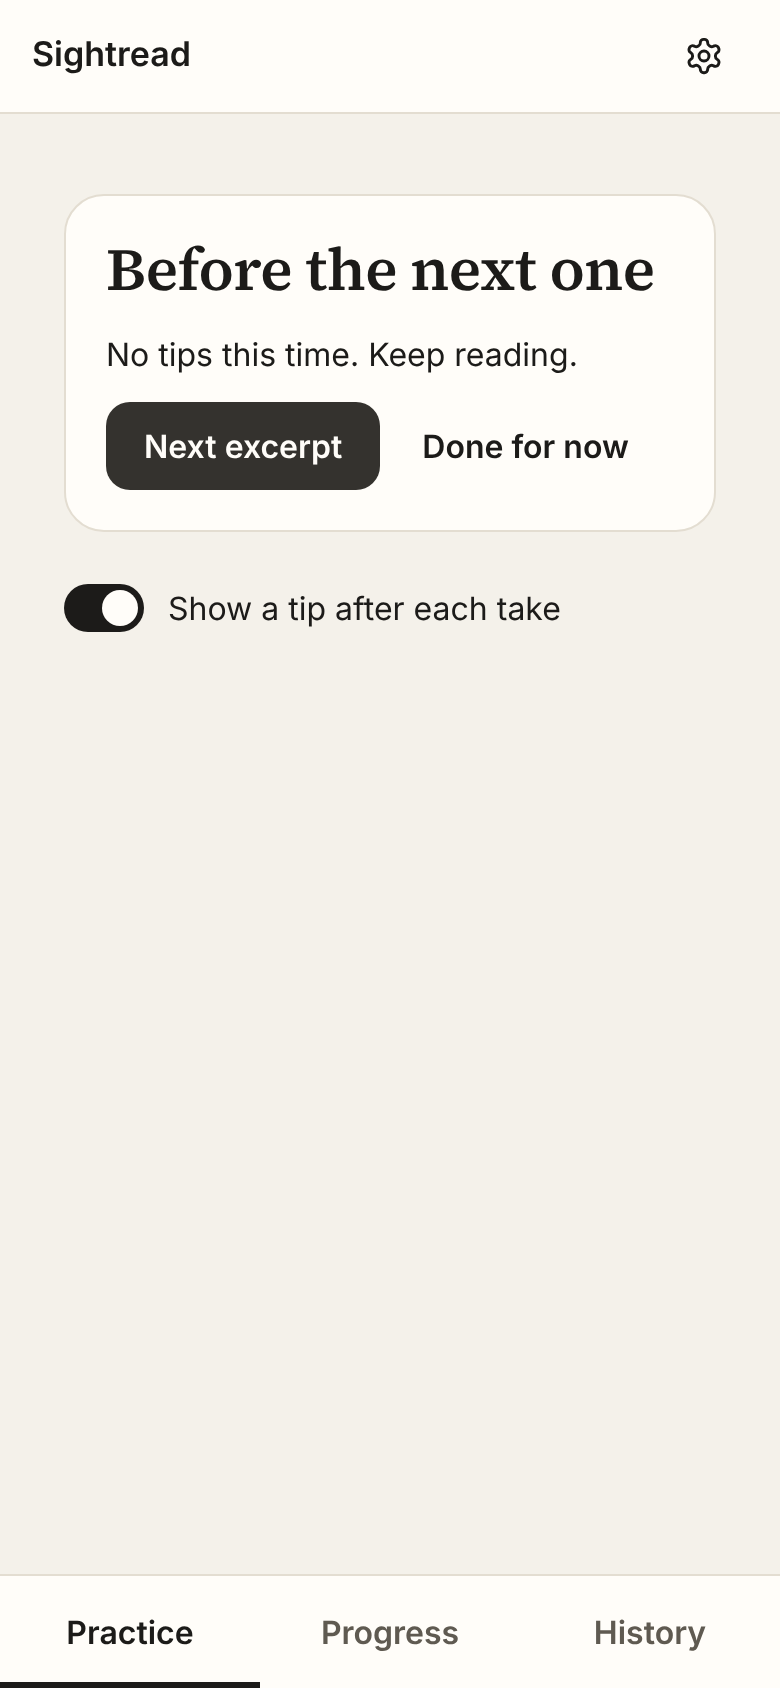 Sightread
Before the next one
No tips this time. Keep reading.
Next excerpt
Done for now
Show a tip after each take
Practice
Progress
History